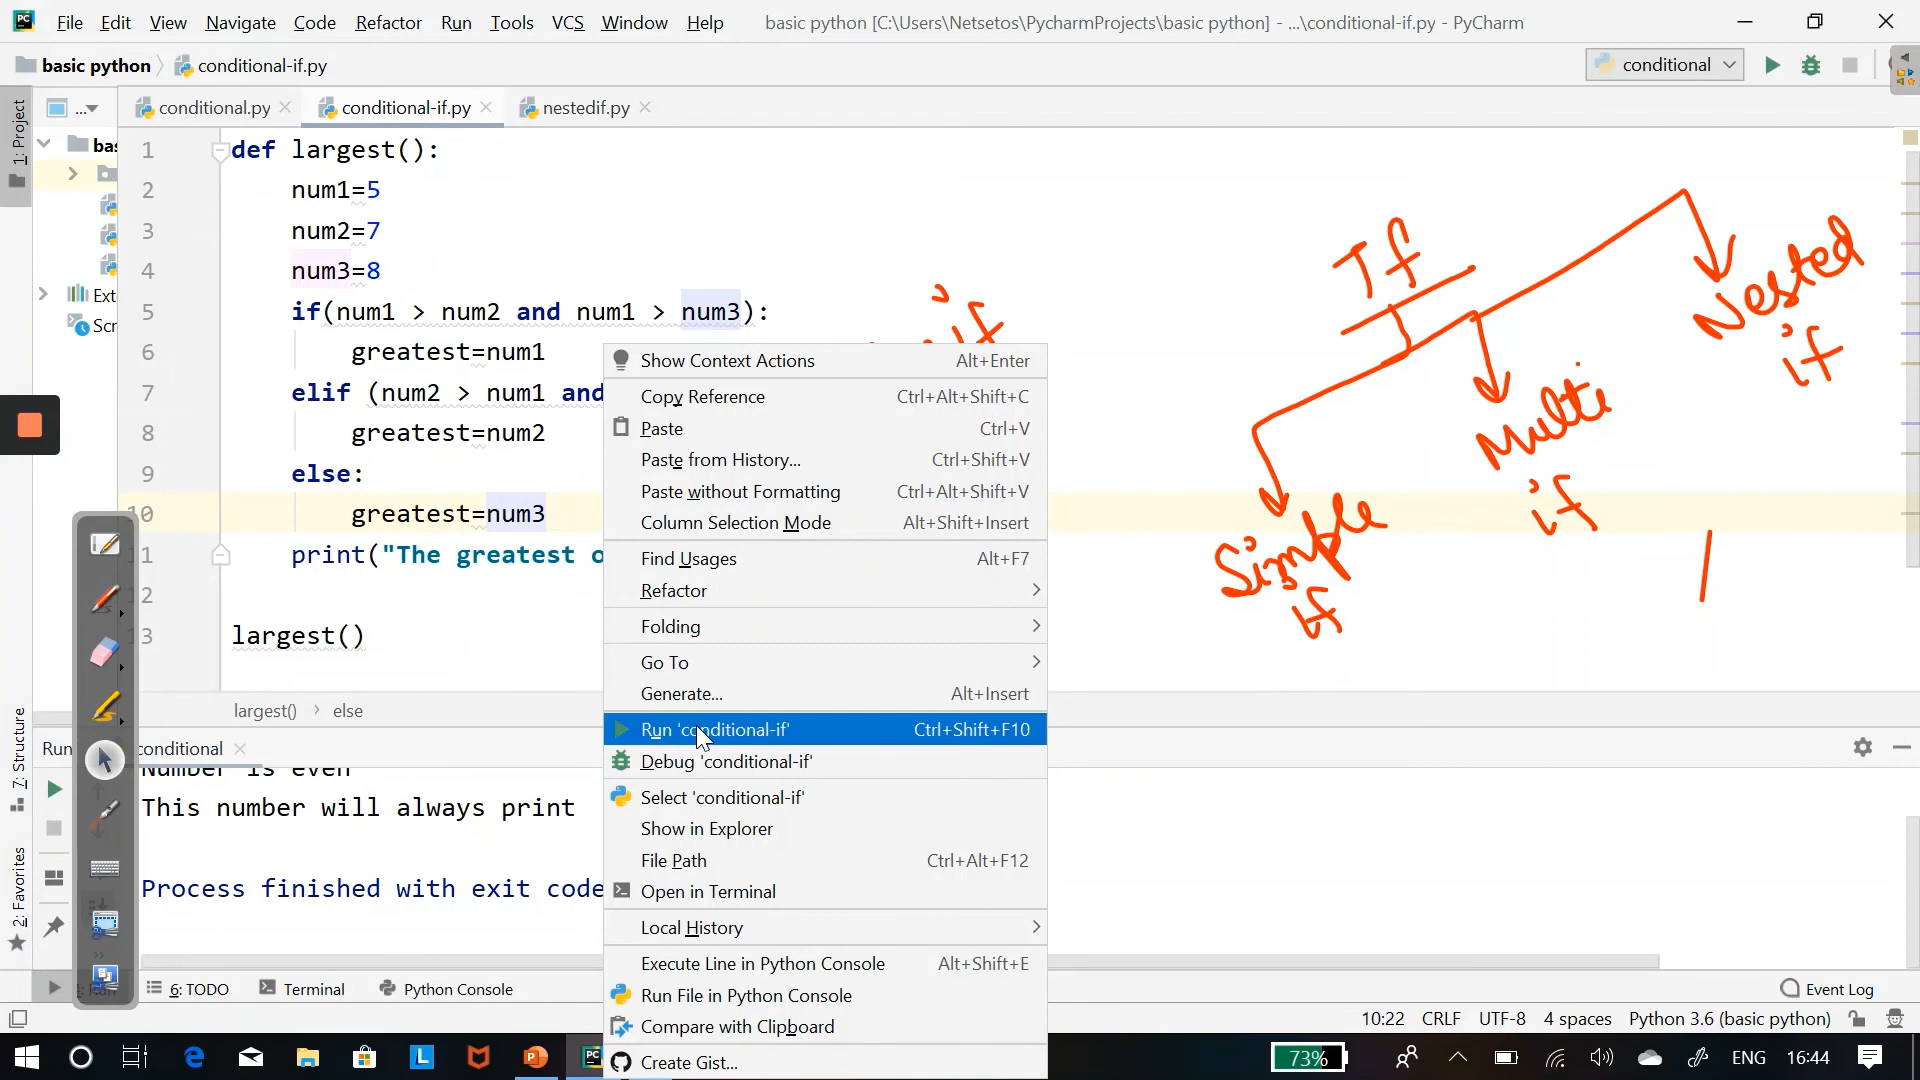 File Edit View Navigate Code Refactor Run Tools VCS Window Help basic python [C:\Users\Netsetos\PycharmProjects\basic python] - ...\conditional-if.py - PyCharm
basic python conditional-if.py conditional
...▾ conditional.py conditional-if.py nestedif.py
1: Project
bas
Ext
Scr
1 def largest():
2 num1=5
3 num2=7
4 num3=8
5 if(num1 > num2 and num1 > num3):
6 greatest=num1
7 elif (num2 > num1 and
8 greatest=num2
9 else:
10 greatest=num3
11 print("The greatest o
12
13 largest()
largest() › else
if
If
Simple
if
Multi
if
Nested
if
Show Context Actions Alt+Enter
Copy Reference Ctrl+Alt+Shift+C
Paste Ctrl+V
Paste from History... Ctrl+Shift+V
Paste without Formatting Ctrl+Alt+Shift+V
Column Selection Mode Alt+Shift+Insert
Find Usages Alt+F7
Refactor
Folding
Go To
Generate... Alt+Insert
Run 'conditional-if' Ctrl+Shift+F10
Debug 'conditional-if'
Select 'conditional-if'
Show in Explorer
File Path Ctrl+Alt+F12
Open in Terminal
Local History
Execute Line in Python Console Alt+Shift+E
Run File in Python Console
Compare with Clipboard
Create Gist...
7: Structure
2: Favorites
Run conditional
Number is even
This number will always print
Process finished with exit code
6: TODO Terminal Python Console Event Log
10:22 CRLF UTF-8 4 spaces Python 3.6 (basic python)
73% ENG 16:44